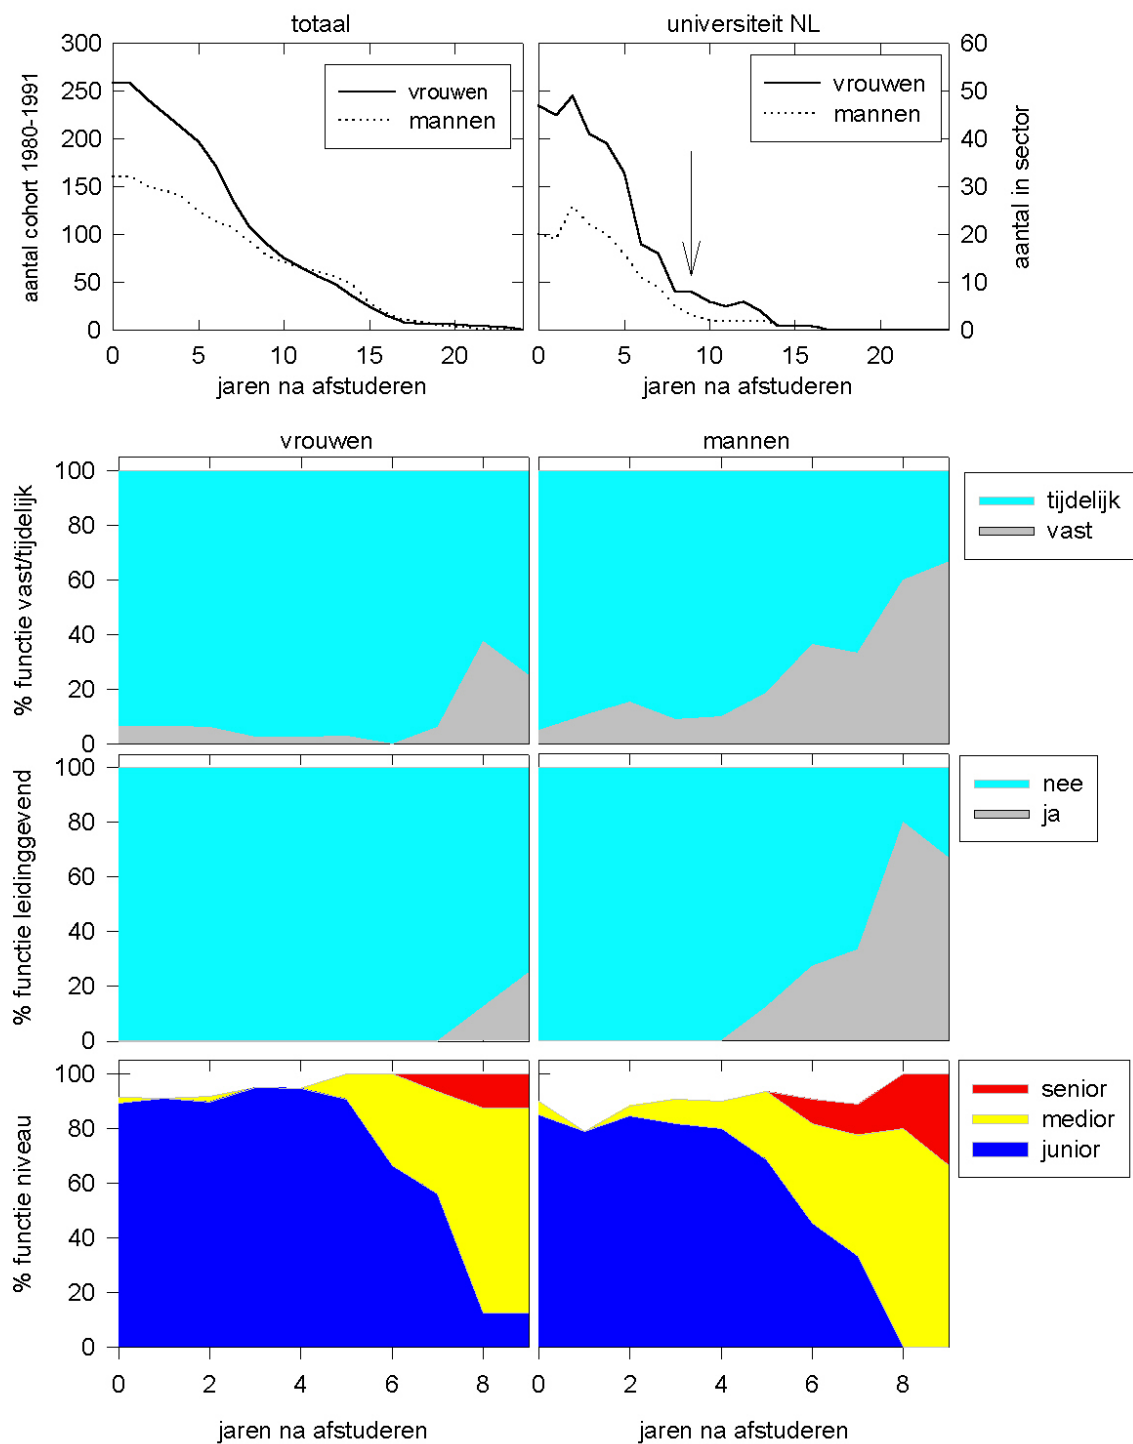 totaal
universiteit NL
300
250
200
150
100
50
0
aantal cohort 1980-1991
vrouwen
mannen
0 5 10 15 20
jaren na afstuderen
vrouwen
mannen
60
50
40
30
20
10
0
aantal in sector
0 5 10 15 20
jaren na afstuderen
vrouwen
mannen
100
80
60
40
20
0
% functie vast/tijdelijk
tijdelijk
vast
100
80
60
40
20
0
% functie leidinggevend
nee
ja
100
80
60
40
20
0
% functie niveau
senior
medior
junior
0 2 4 6 8
0 2 4 6 8
jaren na afstuderen
jaren na afstuderen